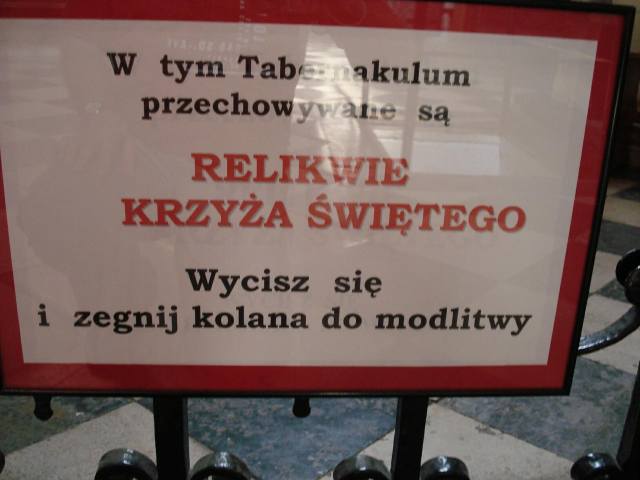 W tym Tabernakulum
przechowywane są
RELIKWIE
KRZYŻA ŚWIĘTEGO
Wycisz się
i zegnij kolana do modlitwy